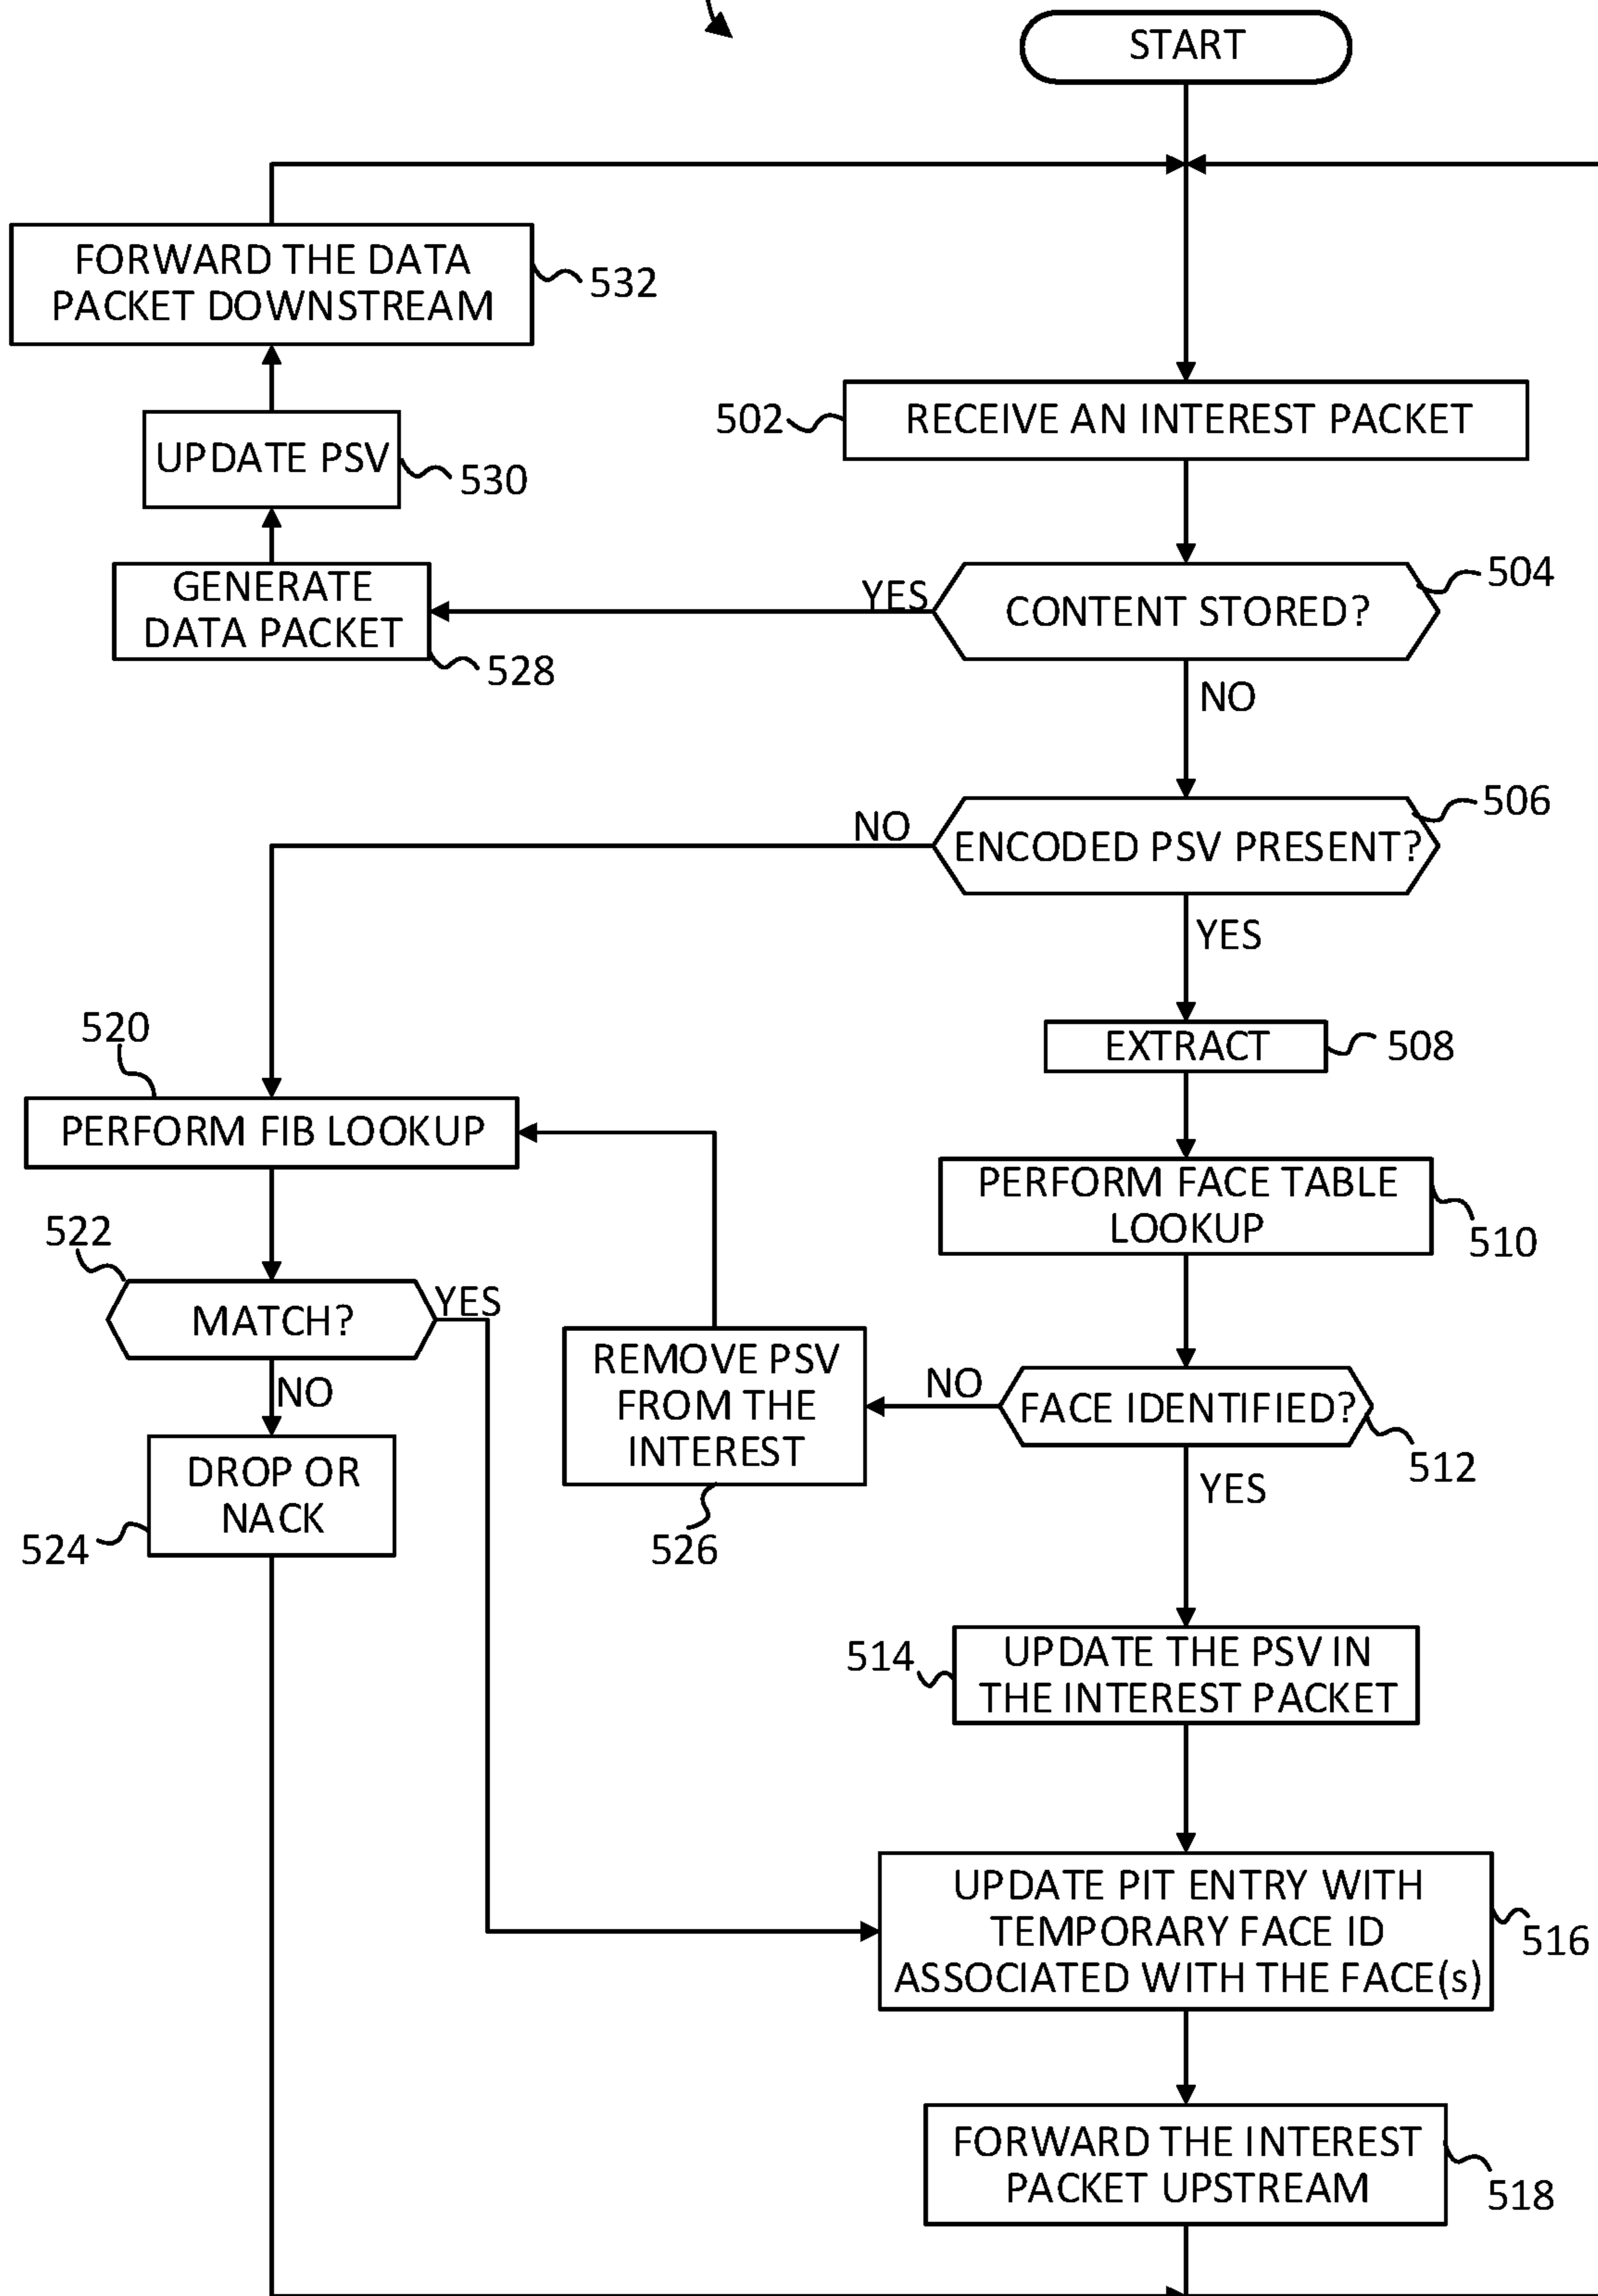 START
FORWARD THE DATA
PACKET DOWNSTREAM
532
502
RECEIVE AN INTEREST PACKET
UPDATE PSV
530
GENERATE
DATA PACKET
528
YES
CONTENT STORED?
504
NO
NO
ENCODED PSV PRESENT?
506
YES
520
EXTRACT
508
PERFORM FIB LOOKUP
PERFORM FACE TABLE
LOOKUP
510
522
MATCH?
YES
NO
REMOVE PSV
FROM THE
INTEREST
526
NO
FACE IDENTIFIED?
512
YES
DROP OR
NACK
524
514
UPDATE THE PSV IN
THE INTEREST PACKET
UPDATE PIT ENTRY WITH
TEMPORARY FACE ID
ASSOCIATED WITH THE FACE(s)
516
FORWARD THE INTEREST
PACKET UPSTREAM
518